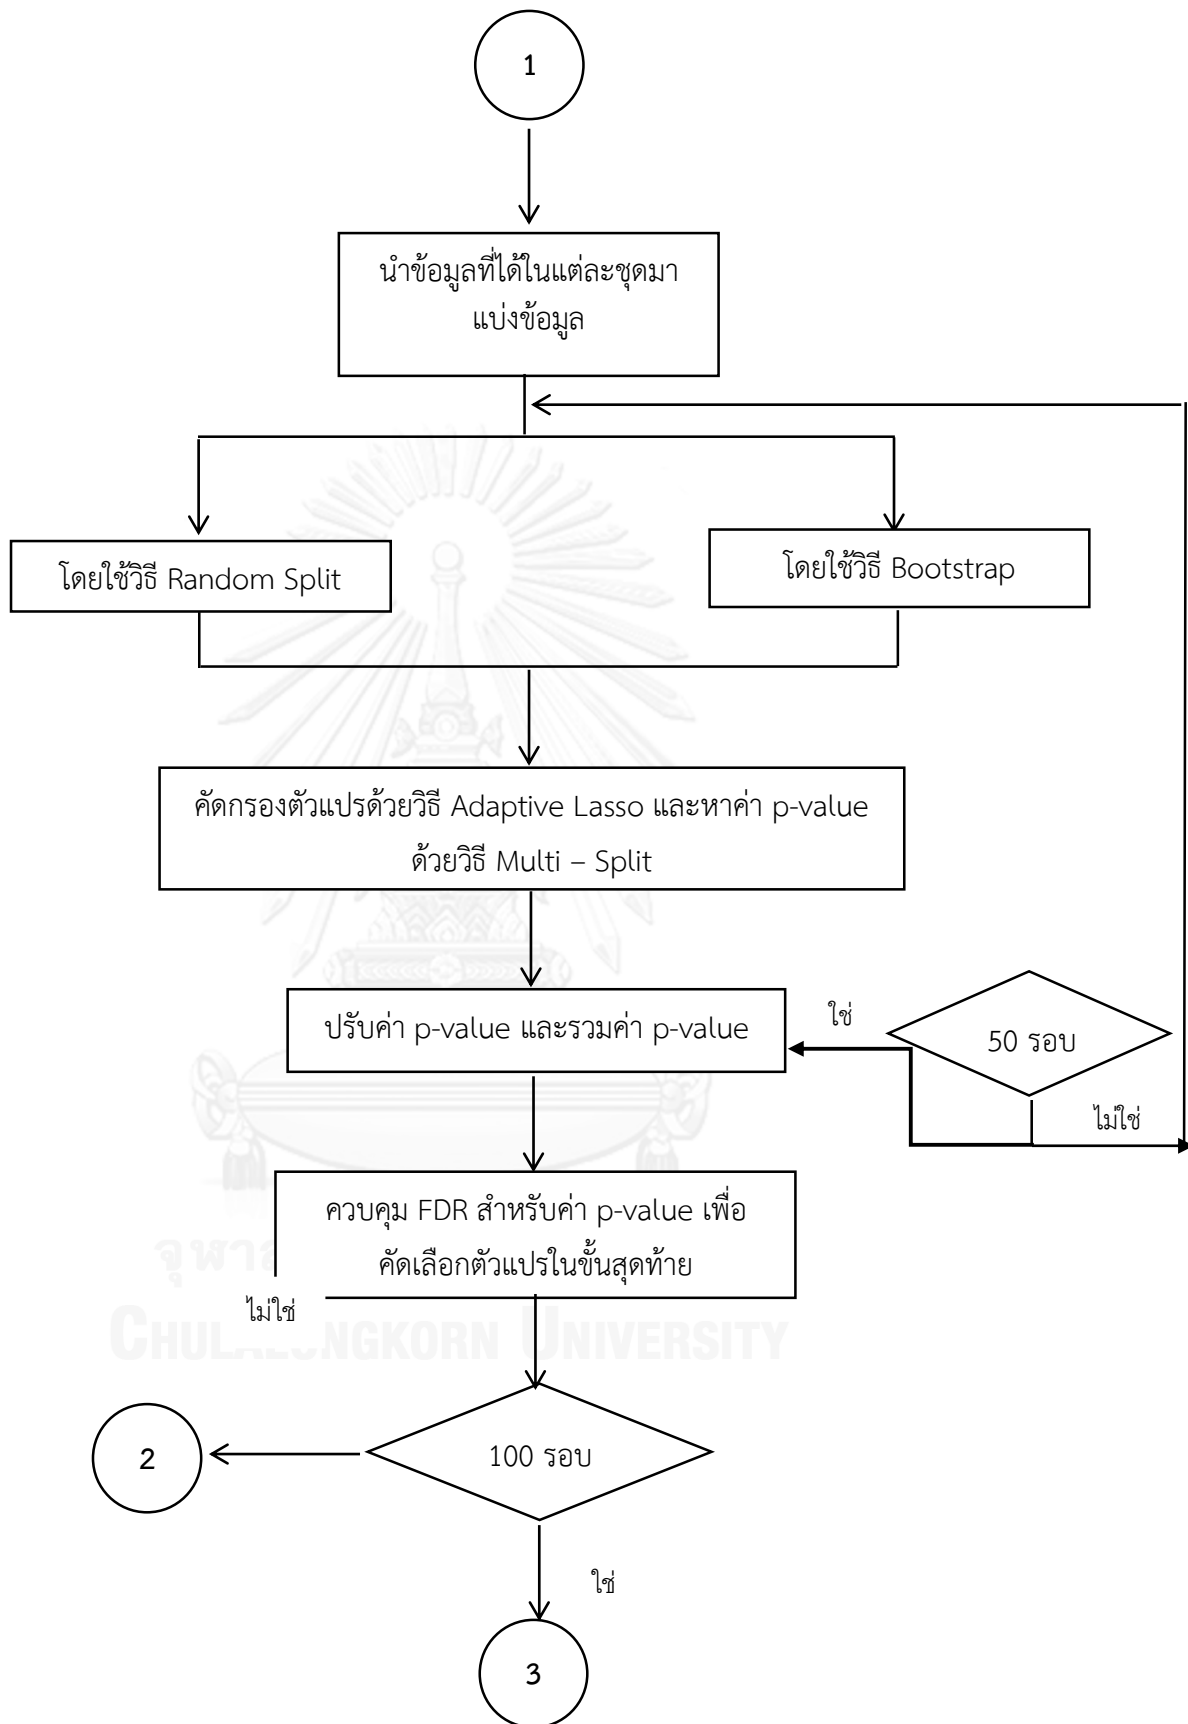 1
นำข้อมูลที่ได้ในแต่ละชุดมา
แบ่งข้อมูล
โดยใช้วิธี Random Split
โดยใช้วิธี Bootstrap
คัดกรองตัวแปรด้วยวิธี Adaptive Lasso และหาค่า p-value
ด้วยวิธี Multi – Split
ปรับค่า p-value และรวมค่า p-value
ใช่
50 รอบ
ไม่ใช่
ควบคุม FDR สำหรับค่า p-value เพื่อ
คัดเลือกตัวแปรในขั้นสุดท้าย
ไม่ใช่
UNIVERSITY
2
100 รอบ
ใช่
3